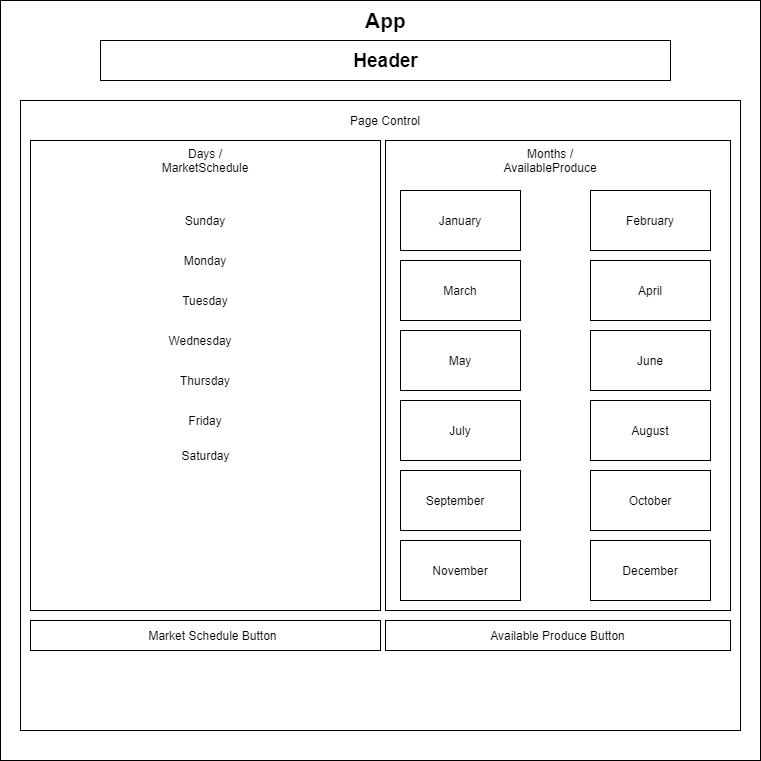 App
Header
Page Control
Days /
MarketSchedule
Sunday
Monday
Tuesday
Wednesday
Thursday
Friday
Saturday
Months /
AvailableProduce
January
February
March
April
May
June
July
August
September
October
November
December
Market Schedule Button
Available Produce Button